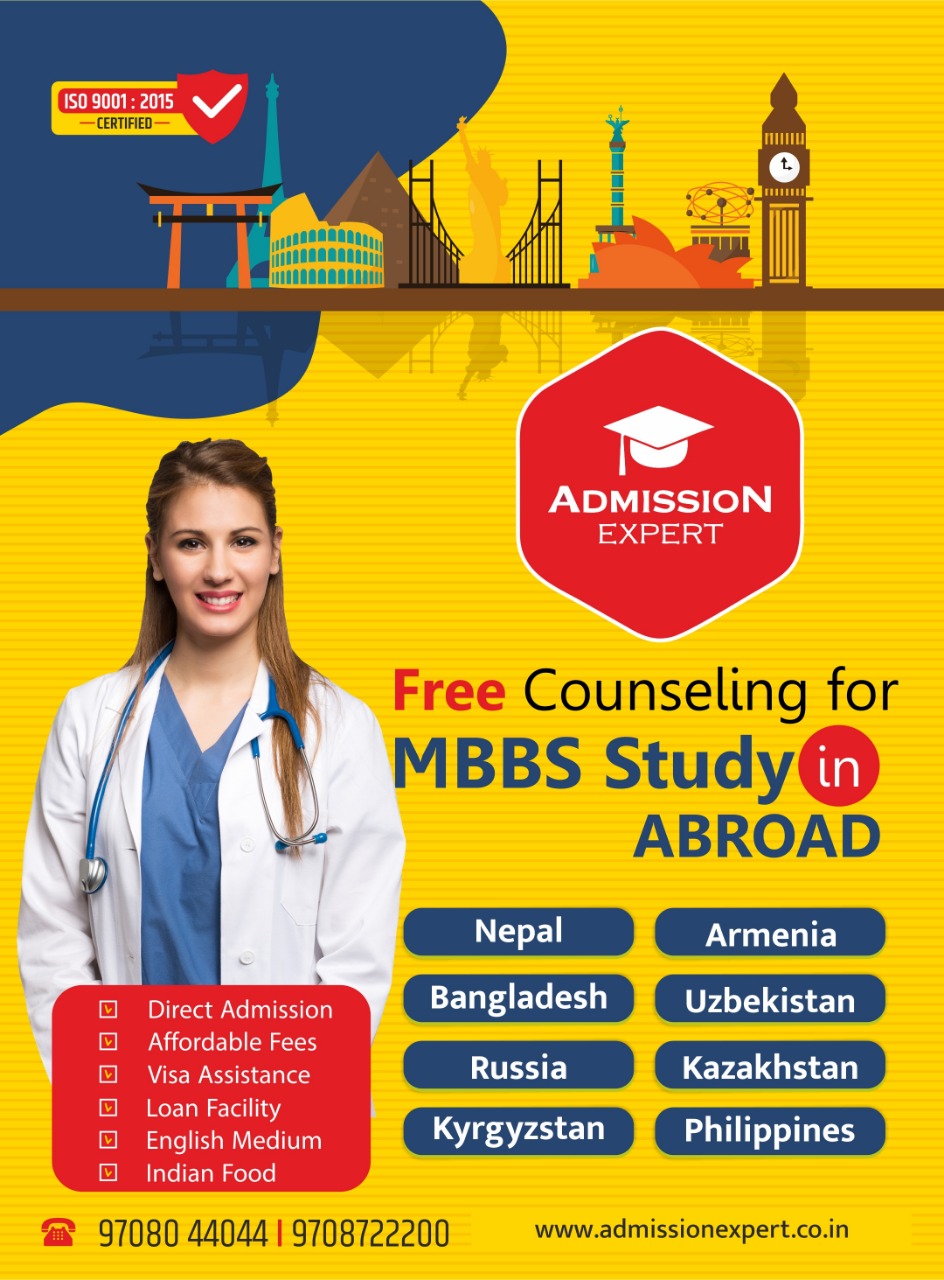 ISO 9001 : 2015
CERTIFIED
ADMISSION
EXPERT
Free Counseling for
MBBS Study in
ABROAD
Nepal
Armenia
Bangladesh
Uzbekistan
Russia
Kazakhstan
Kyrgyzstan
Philippines
Direct Admission
Affordable Fees
Visa Assistance
Loan Facility
English Medium
Indian Food
97080 44044 | 9708722200
www.admissionexpert.co.in